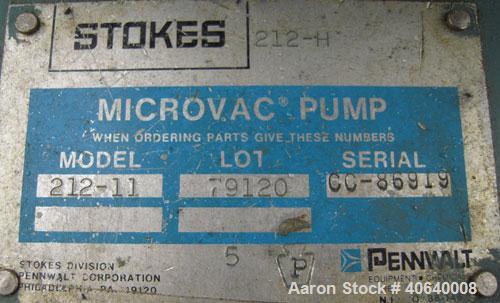 STOKES 212-H
MICROVAC® PUMP
WHEN ORDERING PARTS GIVE THESE NUMBERS
MODEL LOT SERIAL
212-11 79120 CC-86919
5 P PENNWALT
EQUIPMENT
STOKES DIVISION
PENNWALT CORPORATION
PHILADELPHIA, PA. 19120
Aaron Stock # 40640008